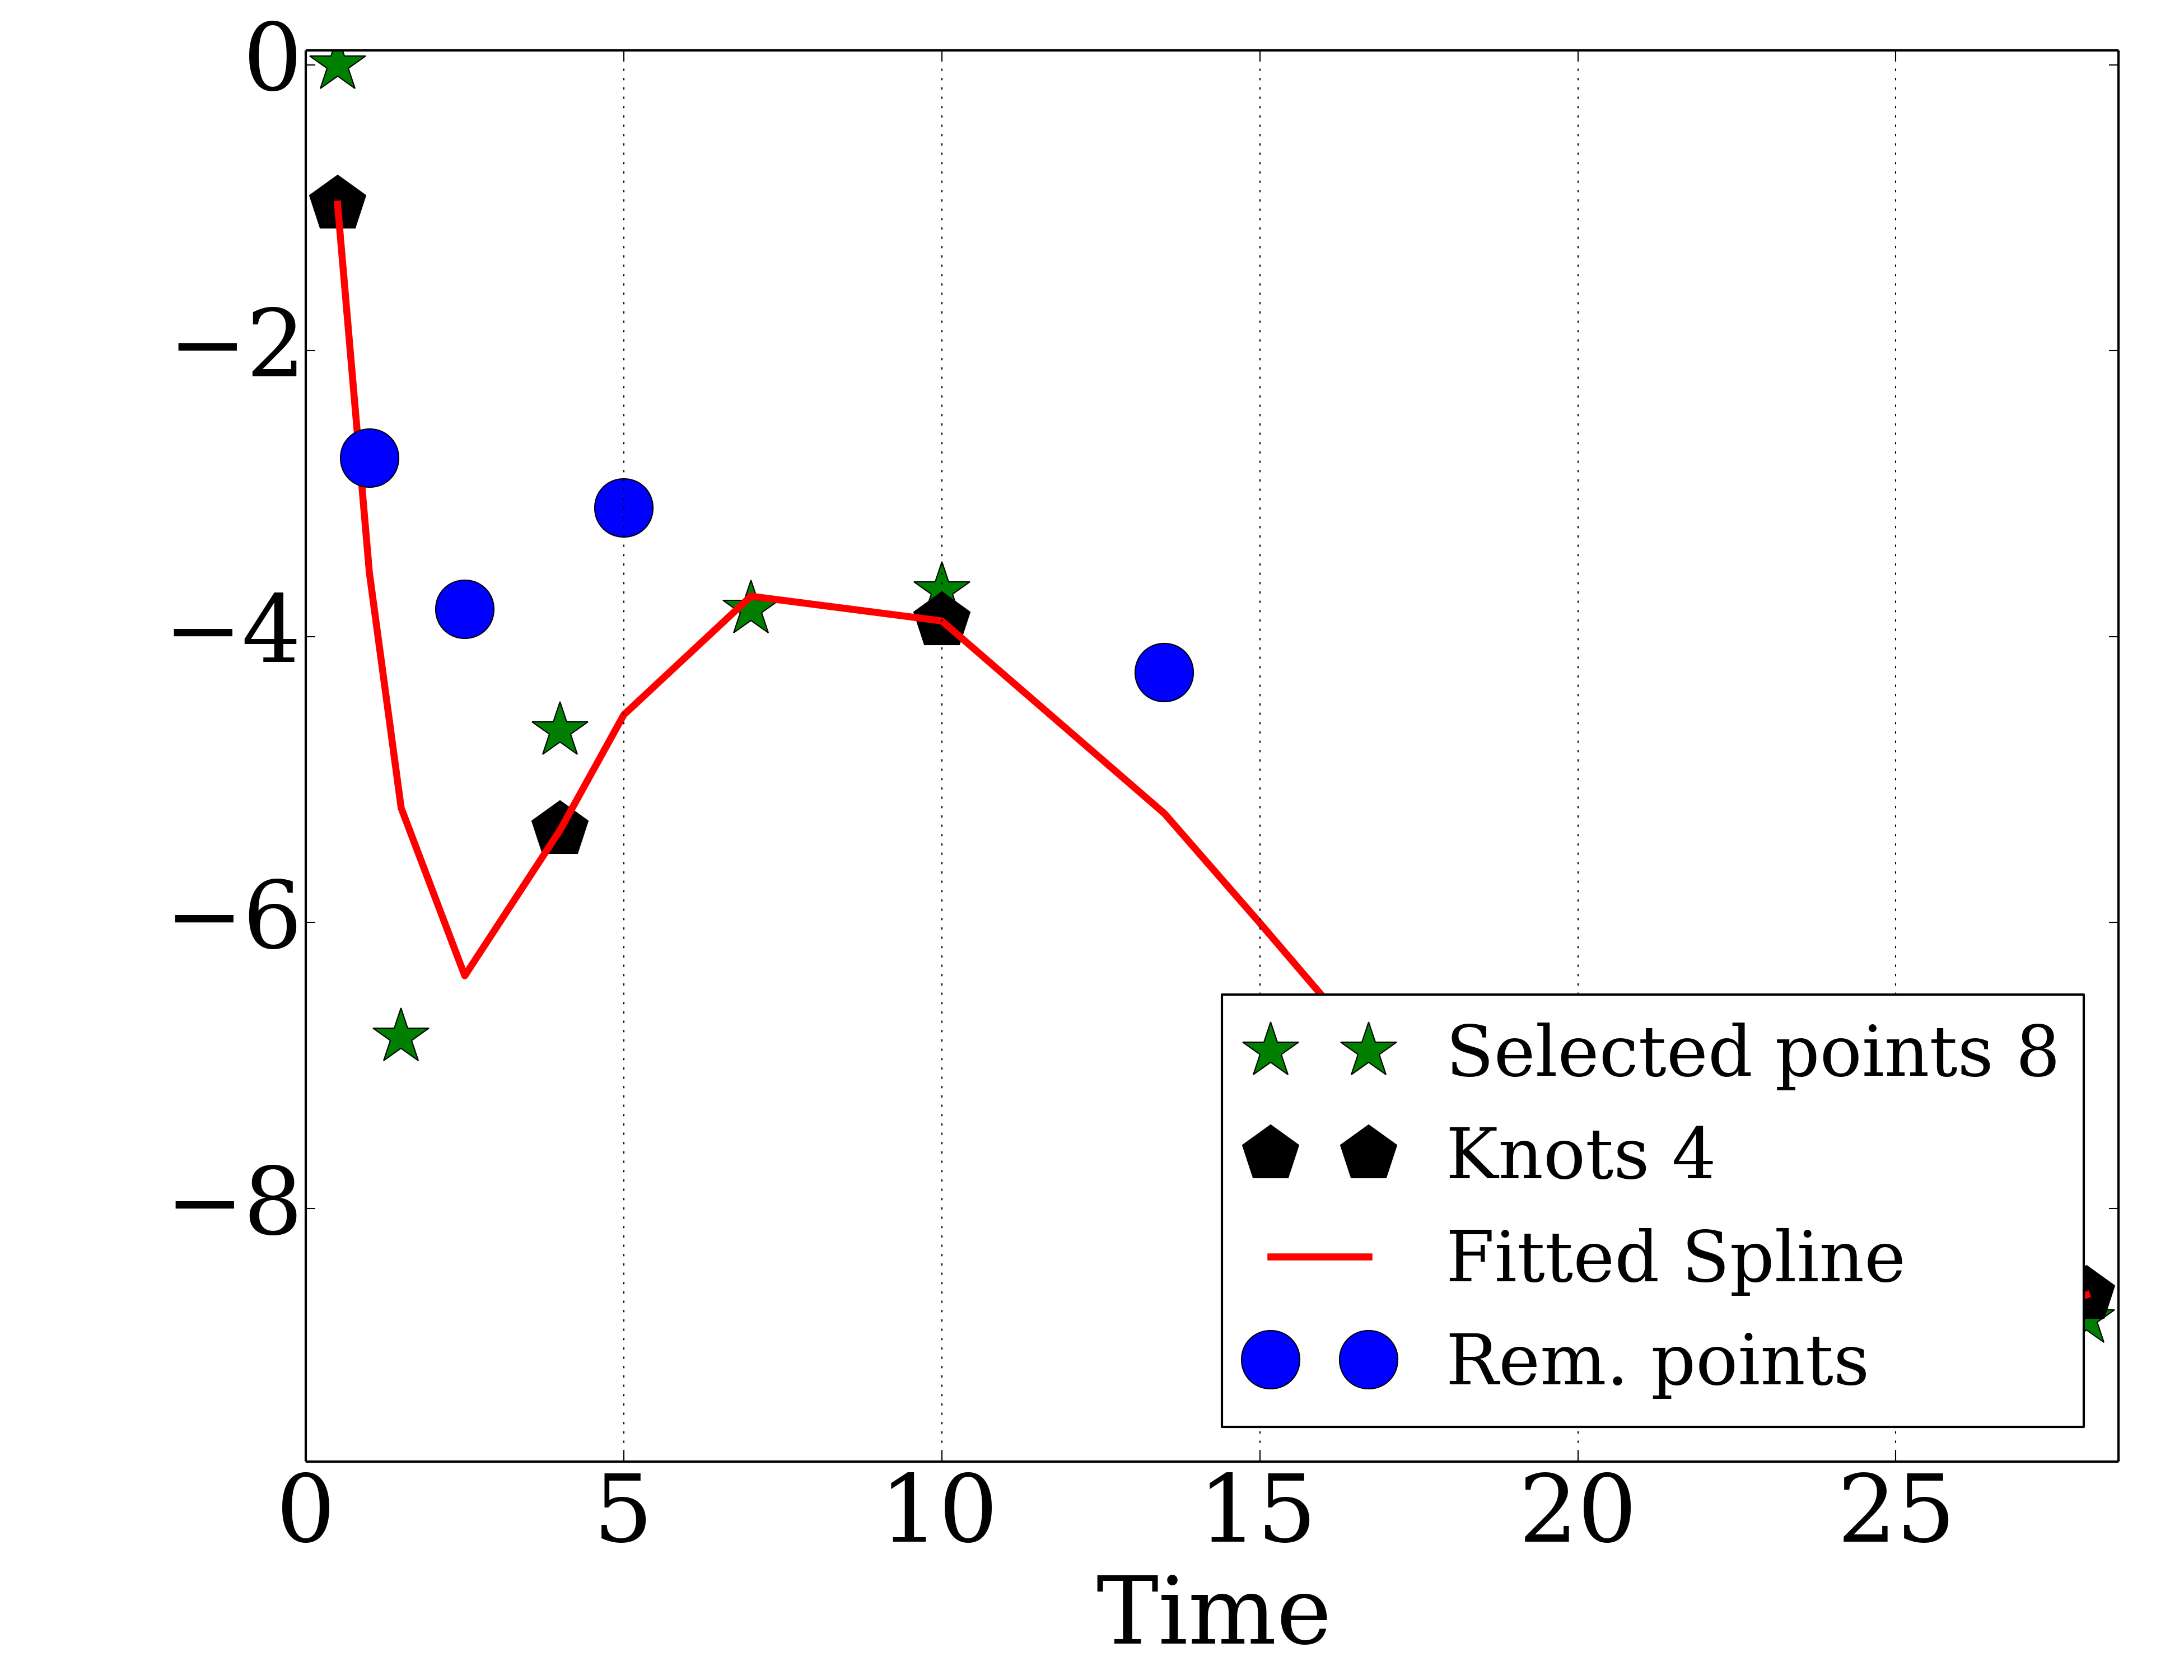 0
−2
−4
−6
−8
Selected points 8
Knots 4
Fitted Spline
Rem. points
0 5 10 15 20 25
Time